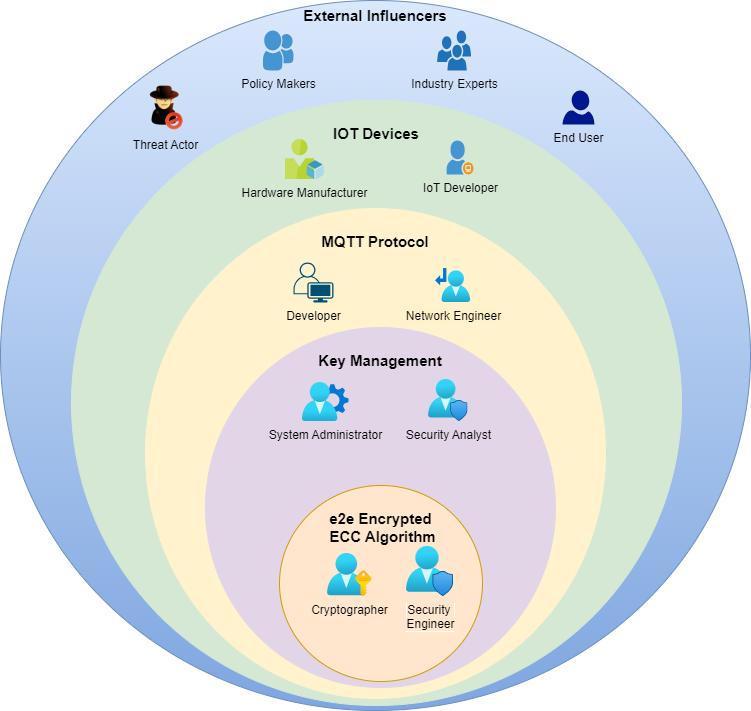 External Influencers
Policy Makers
Industry Experts
Threat Actor
End User
IOT Devices
Hardware Manufacturer
IoT Developer
MQTT Protocol
Developer
Network Engineer
Key Management
System Administrator
Security Analyst
e2e Encrypted
ECC Algorithm
Cryptographer
Security
Engineer